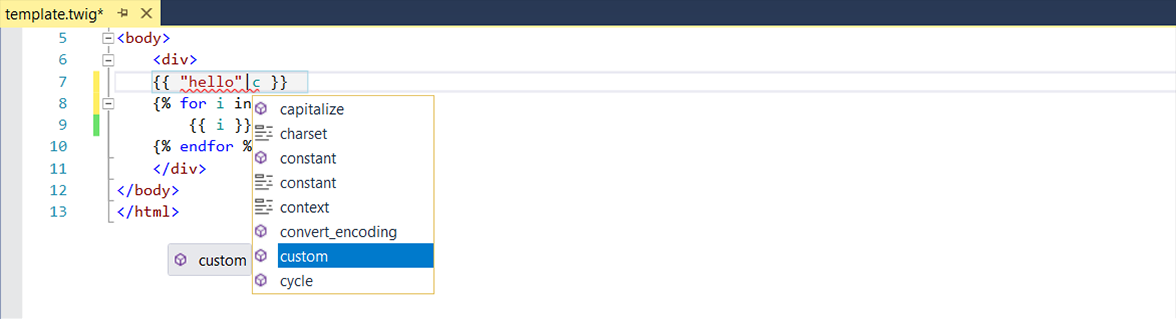 template.twig*
5 <body>
6 <div>
7 {{ "hello"|c }}
8 {% for i in
9 {{ i }}
10 {% endfor %
11 </div>
12 </body>
13 </html>
capitalize
charset
constant
constant
context
convert_encoding
custom
cycle
custom